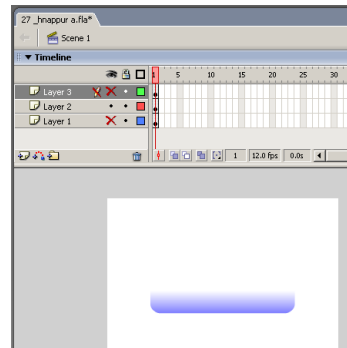 27 _hnappur a.fla*
Scene 1
Timeline
1 5 10 15 20 25 30
Layer 3
Layer 2
Layer 1
1 12.0 fps 0.0s